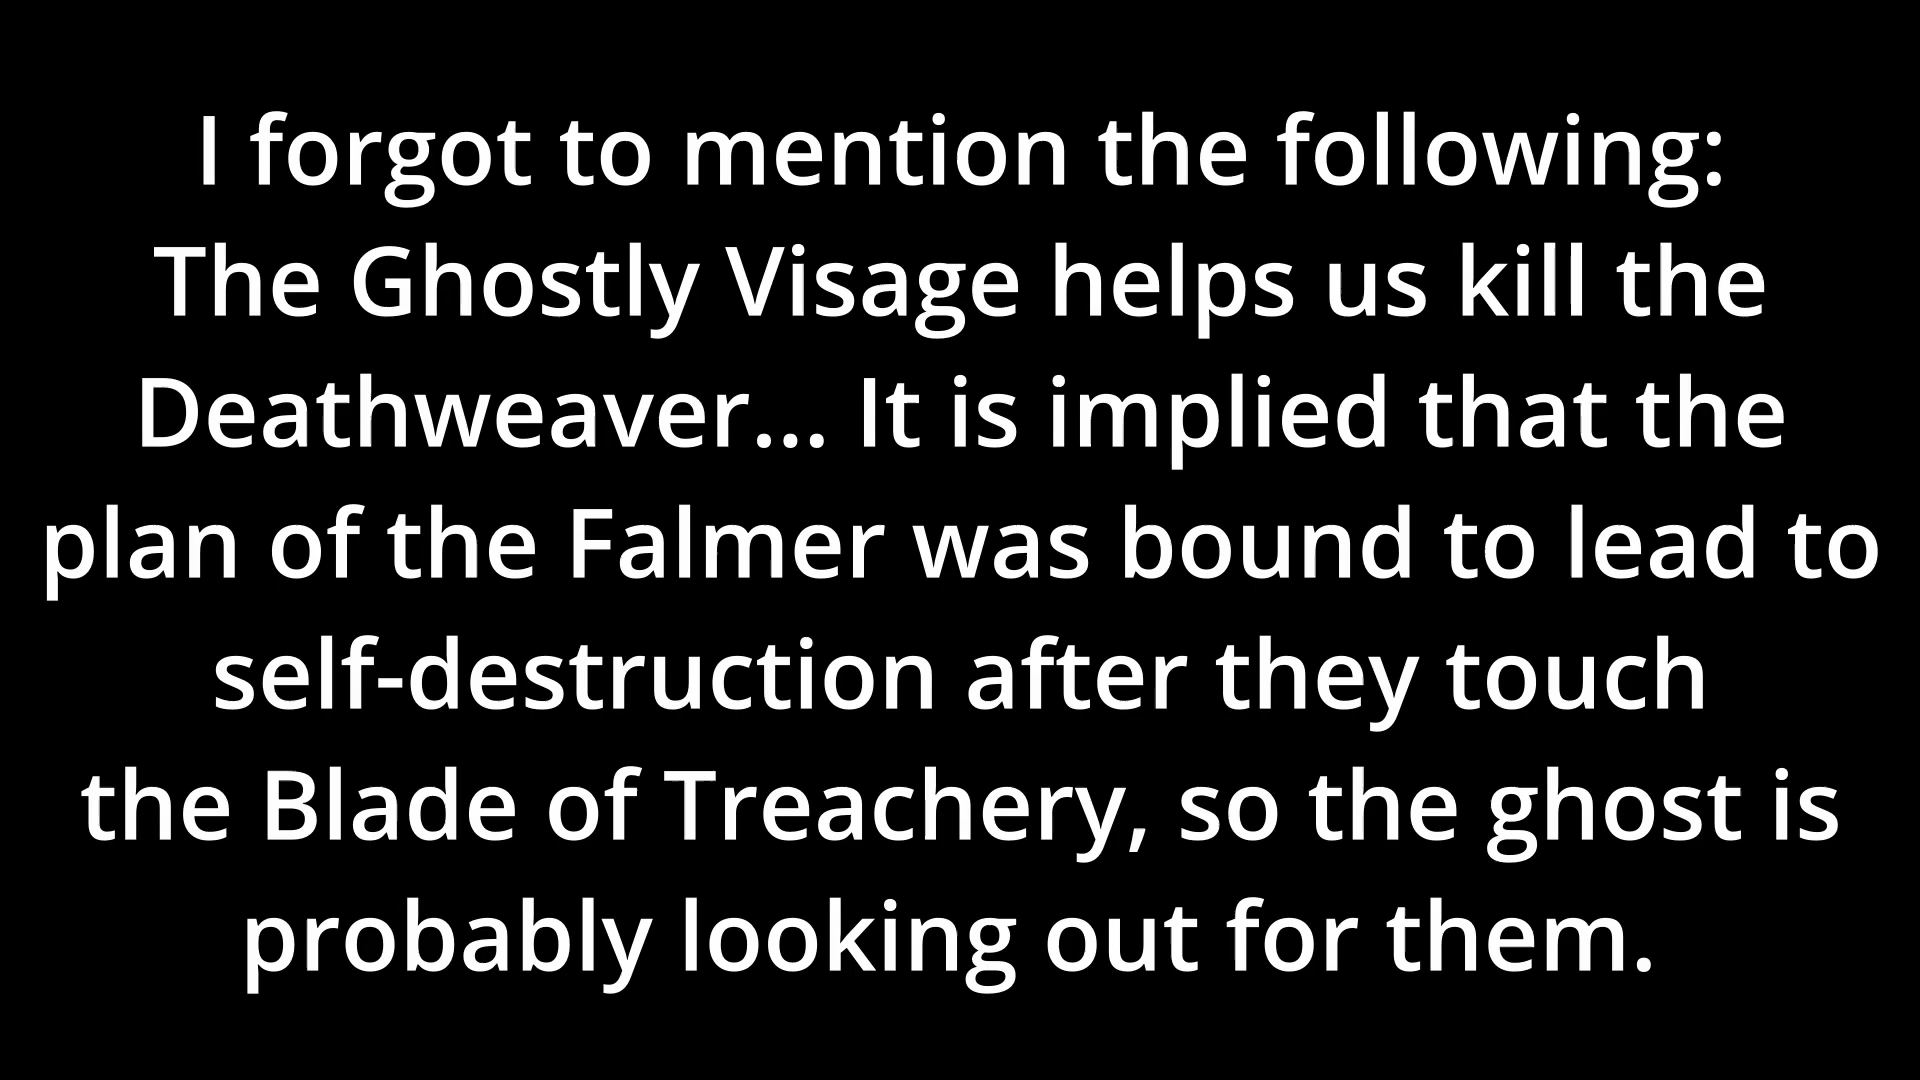 I forgot to mention the following:
The Ghostly Visage helps us kill the
Deathweaver... It is implied that the
plan of the Falmer was bound to lead to
self-destruction after they touch
the Blade of Treachery, so the ghost is
probably looking out for them.